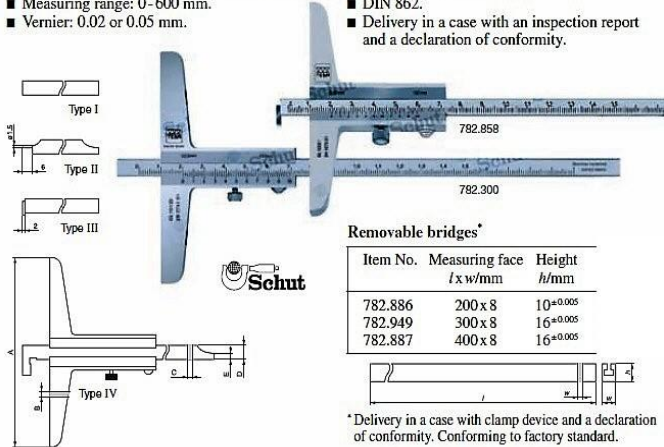 ■ Measuring range: 0-600 mm.
■ Vernier: 0.02 or 0.05 mm.
■ DIN 862.
■ Delivery in a case with an inspection report
and a declaration of conformity.
Type I
ø1,5
6
Type II
2
Type III
782.858
782.300
Schut
Removable bridges*
Item No. Measuring face Height
l x w/mm h/mm
782.886 200 x 8 10±0.005
782.949 300 x 8 16±0.005
782.887 400 x 8 16±0.005
A
B
C
E
D
Type IV
l
w
w
h
*Delivery in a case with clamp device and a declaration
of conformity. Conforming to factory standard.